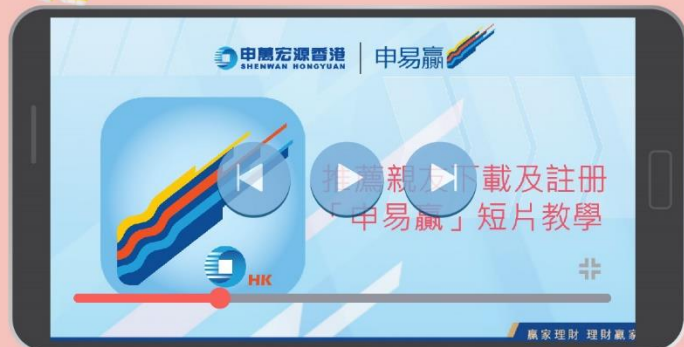 申萬宏源香港
SHENWAN HONGYUAN
申易贏
推薦親友下載及註册
「申易贏」短片教學
HK
贏家理財 理財贏家